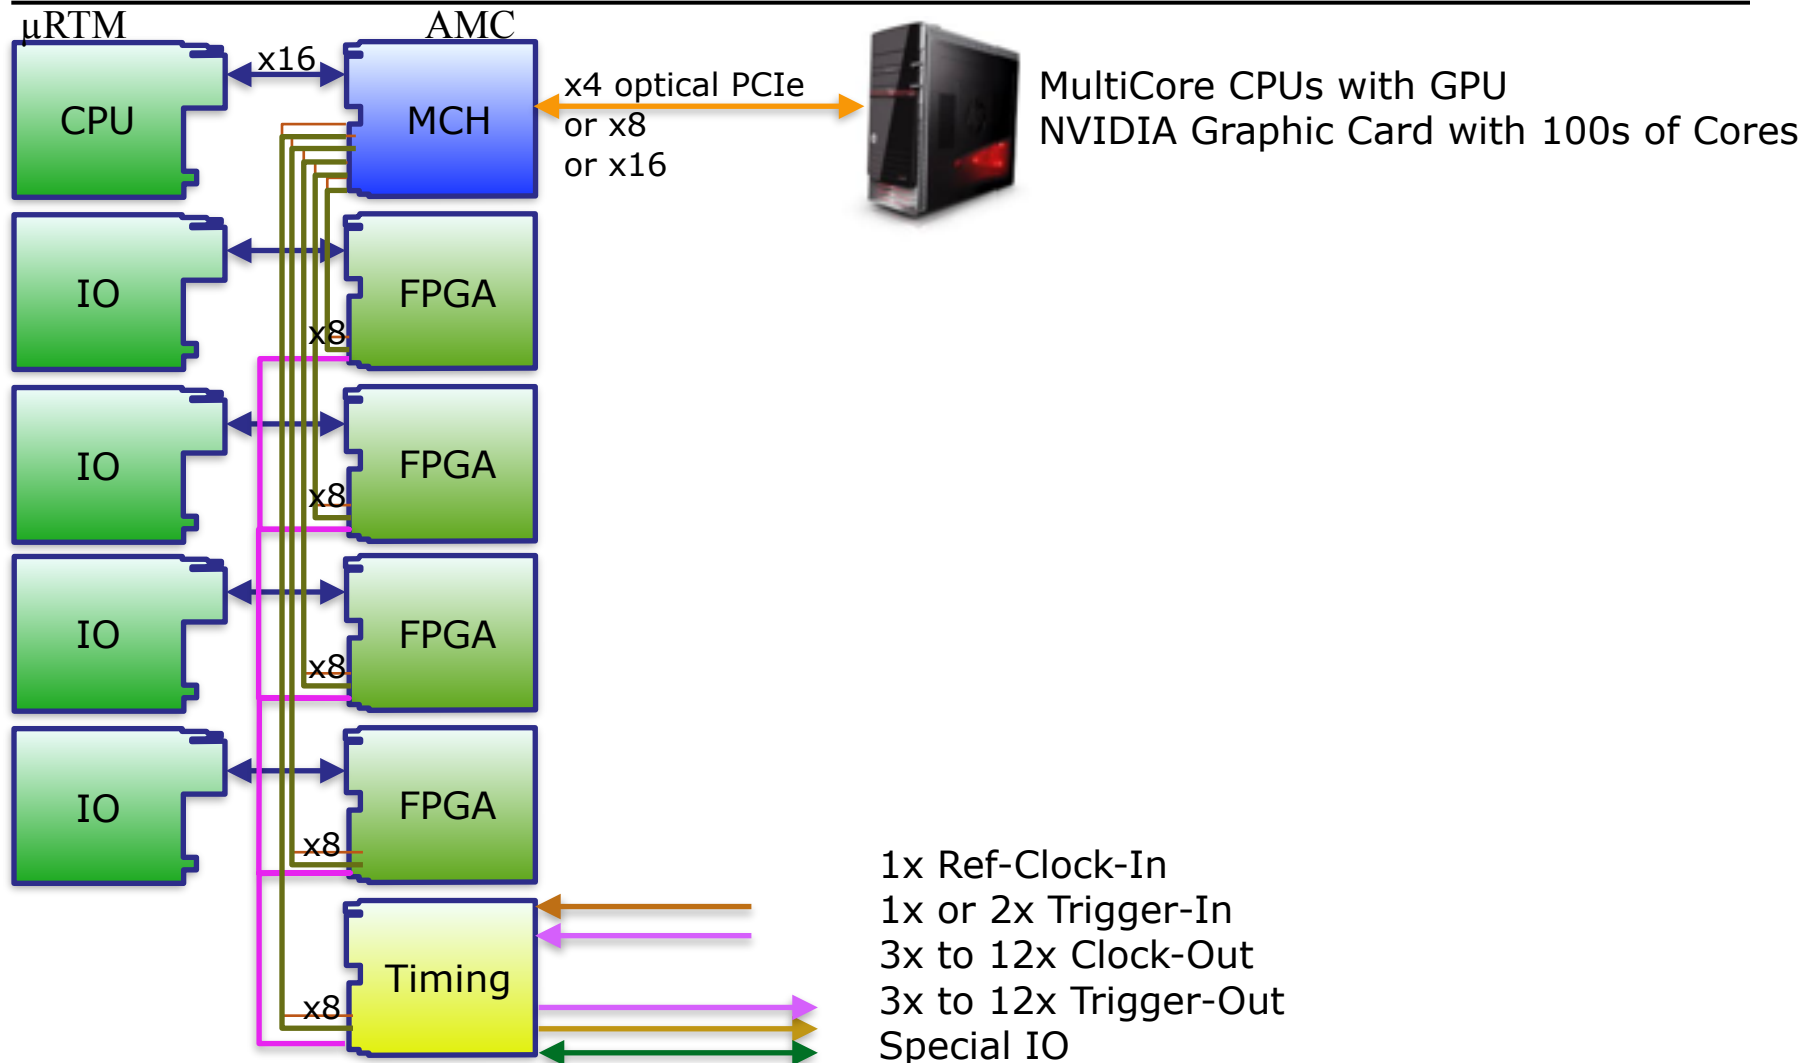 µRTM
AMC
x16
CPU
MCH
x4 optical PCIe
or x8
or x16
MultiCore CPUs with GPU
NVIDIA Graphic Card with 100s of Cores
IO
FPGA
x8
IO
FPGA
x8
IO
FPGA
x8
IO
FPGA
x8
Timing
x8
1x Ref-Clock-In
1x or 2x Trigger-In
3x to 12x Clock-Out
3x to 12x Trigger-Out
Special IO